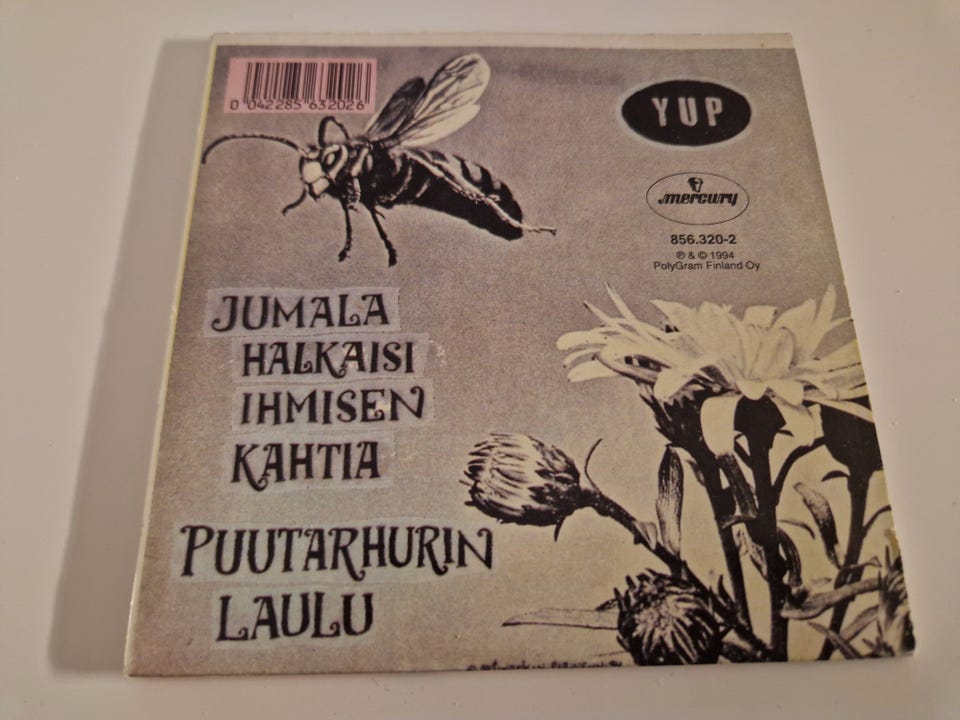 0 042285 632026
YUP
mercury
856.320-2
℗ & © 1994
PolyGram Finland Oy
JUMALA
HALKAISI
IHMISEN
KAHTIA
PUUTARHURIN
LAULU